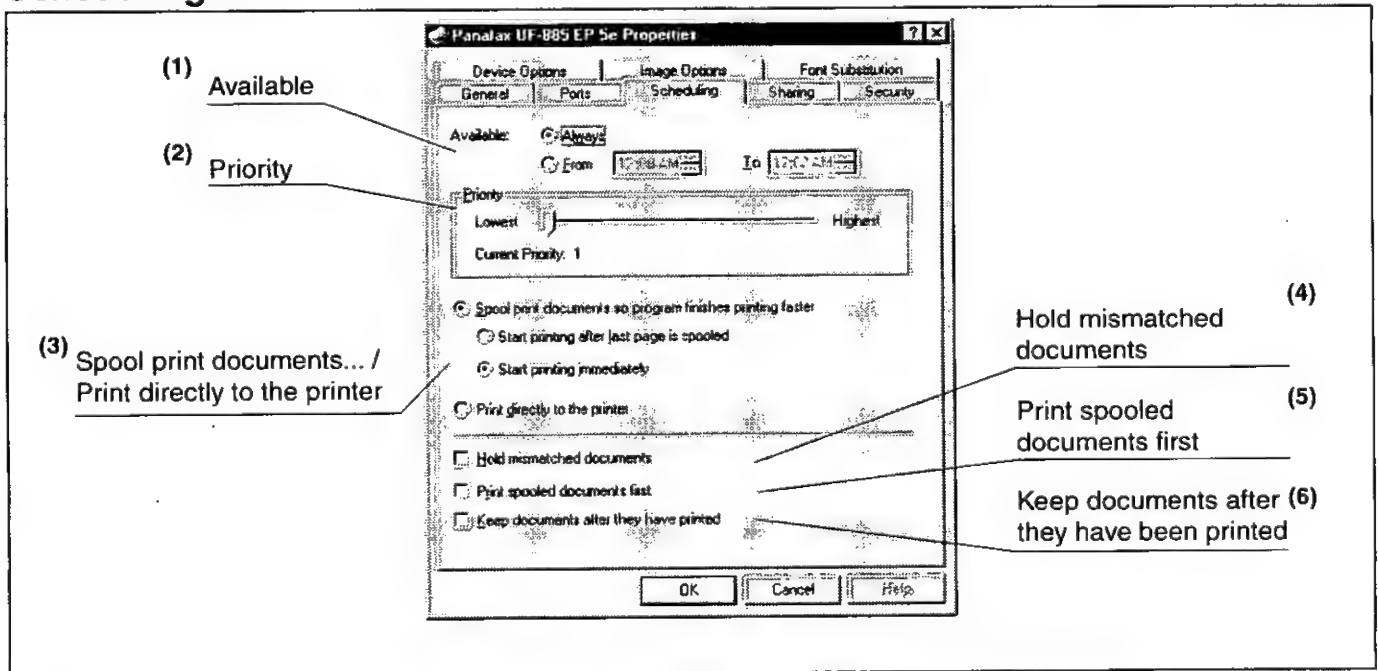 (1) Available
(2) Priority
(3) Spool print documents... /
Print directly to the printer
Panafax UF-885 EP 5e Properties
Device Options Image Options Font Substitution
General Ports Scheduling Sharing Security
Available: Always
From To
Priority
Lowest Highest
Current Priority: 1
Spool print documents so program finishes printing faster
Start printing after last page is spooled
Start printing immediately
Print directly to the printer
Hold mismatched documents
Print spooled documents first
Keep documents after they have printed
OK Cancel Help
(4)
Hold mismatched
documents
(5)
Print spooled
documents first
(6)
Keep documents after
they have been printed